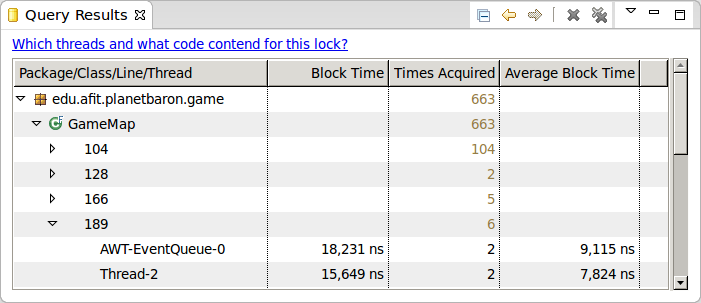 Query Results
Which threads and what code contend for this lock?
Package/Class/Line/Thread Block Time Times Acquired Average Block Time
edu.afit.planetbaron.game 663
GameMap 663
104 104
128 2
166 5
189 6
AWT-EventQueue-0 18,231 ns 2 9,115 ns
Thread-2 15,649 ns 2 7,824 ns